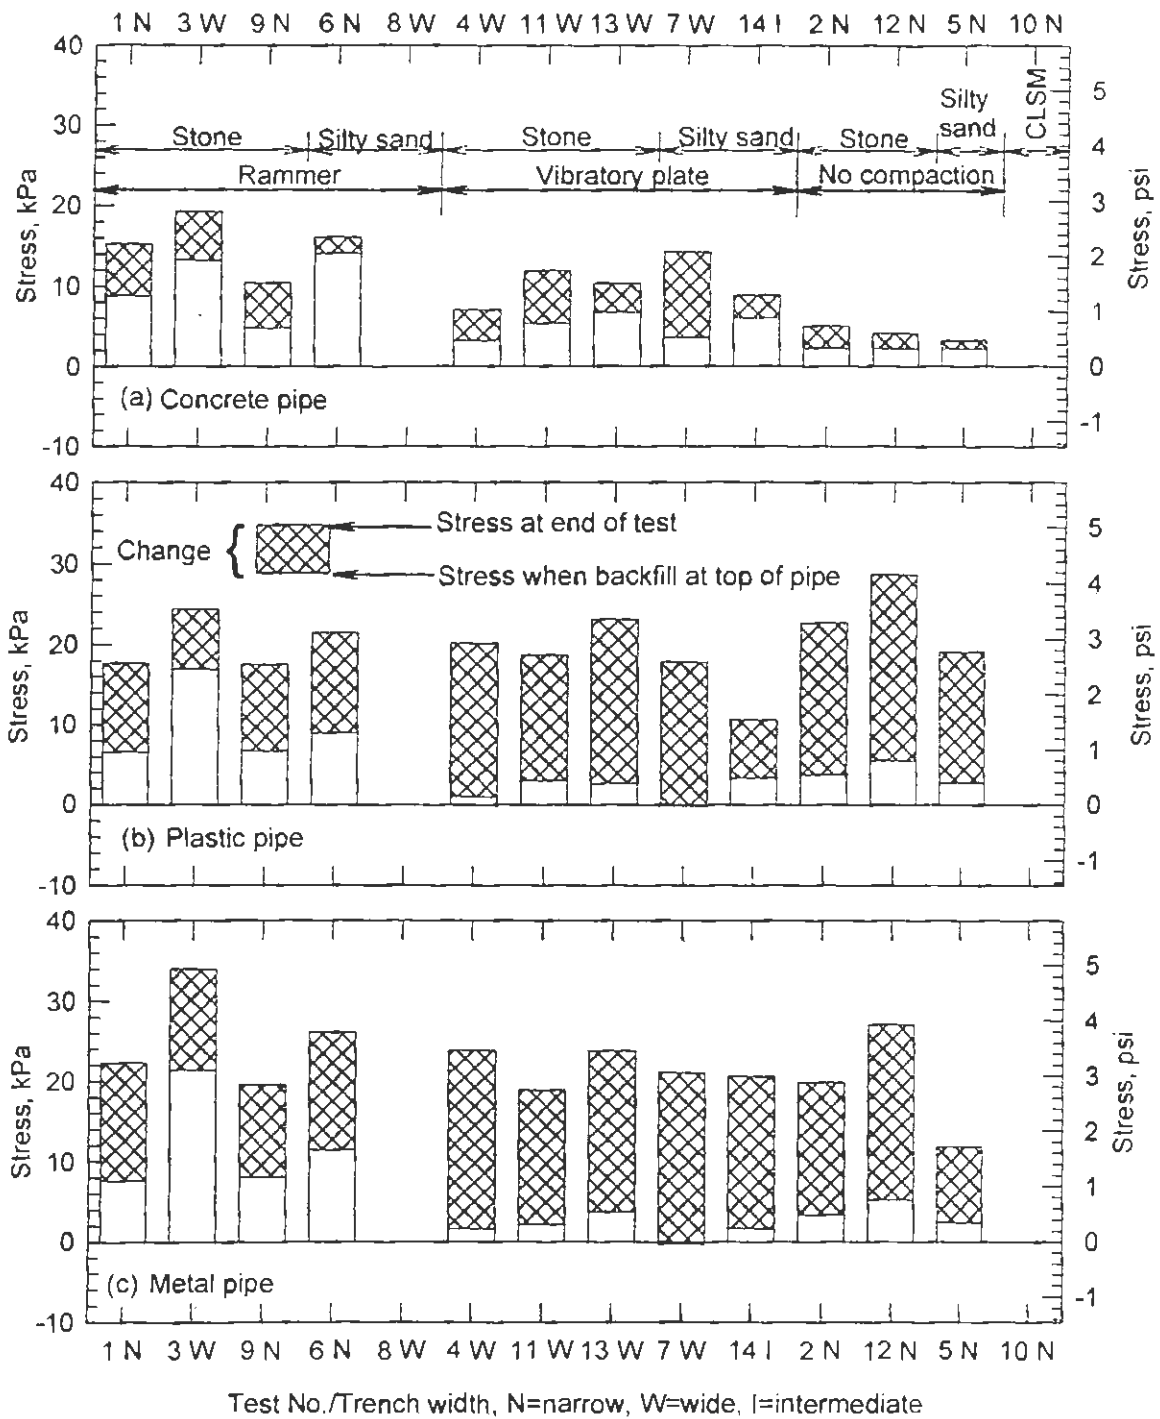 1 N 3 W 9 N 6 N 8 W 4 W 11 W 13 W 7 W 14 I 2 N 12 N 5 N 10 N
40
30
20
10
0
-10
Stress, kPa
5
4
3
2
1
0
-1
Stress, psi
CLSM
Silty
sand
Stone Silty sand Stone Silty sand Stone
Rammer Vibratory plate No compaction
(a) Concrete pipe
40
30
20
10
0
-10
Stress, kPa
5
4
3
2
1
0
-1
Stress, psi
Change { Stress at end of test
Stress when backfill at top of pipe
(b) Plastic pipe
40
30
20
10
0
-10
Stress, kPa
5
4
3
2
1
0
-1
Stress, psi
(c) Metal pipe
1 N 3 W 9 N 6 N 8 W 4 W 11 W 13 W 7 W 14 I 2 N 12 N 5 N 10 N
Test No./Trench width, N=narrow, W=wide, I=intermediate